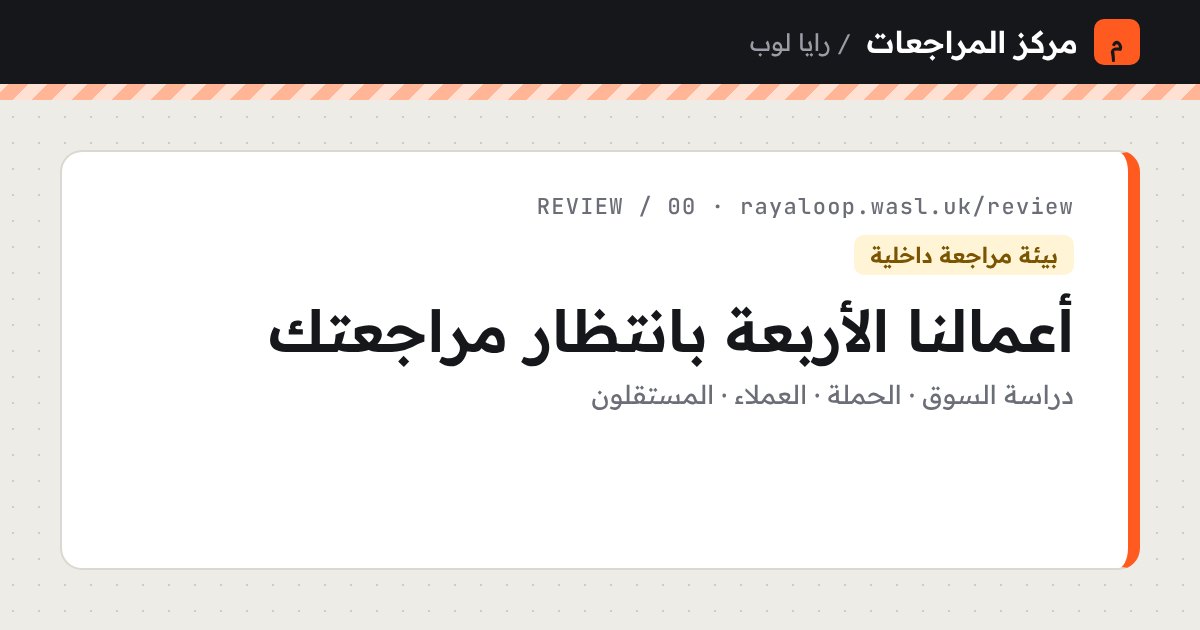 م مركز المراجعات / رايا لوب
REVIEW / 00 · rayaloop.wasl.uk/review
بيئة مراجعة داخلية
أعمالنا الأربعة بانتظار مراجعتك
دراسة السوق · الحملة · العملاء · المستقلون